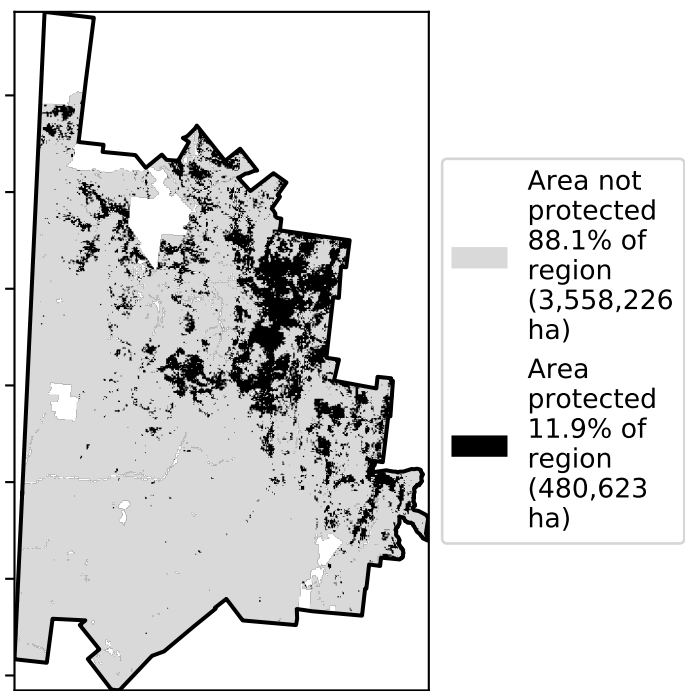 Area not
protected
88.1% of
region
(3,558,226
ha)
Area
protected
11.9% of
region
(480,623
ha)